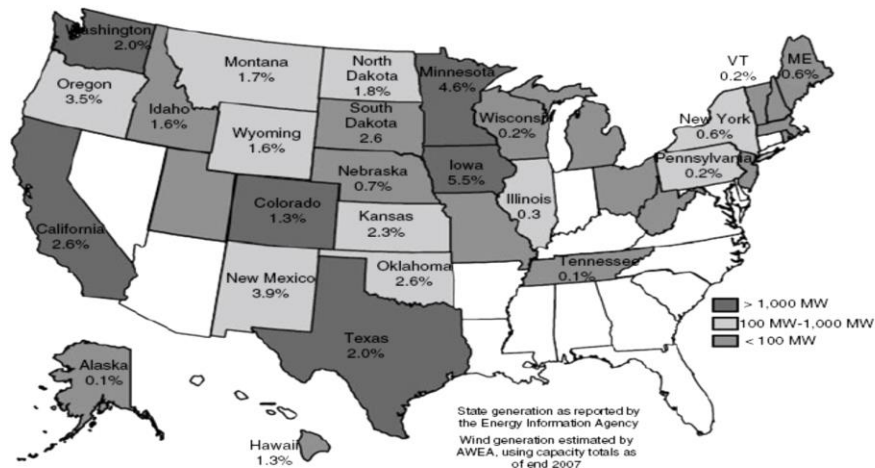 Washington
2.0%
Montana
1.7%
North
Dakota
1.8%
Minnesota
4.6%
VT
0.2%
ME
0.6%
Oregon
3.5%
Idaho
1.6%
Wyoming
1.6%
South
Dakota
2.6
Wisconsi
0.2%
New York
0.6%
Nebraska
0.7%
Iowa
5.5%
Pennsylvania
0.2%
California
2.6%
Colorado
1.3%
Kansas
2.3%
Illinois
0.3
New Mexico
3.9%
Oklahoma
2.6%
Tennessee
0.1%
Texas
2.0%
Alaska
0.1%
Hawaii
1.3%
> 1,000 MW
100 MW-1,000 MW
< 100 MW
State generation as reported by
the Energy Information Agency
Wind generation estimated by
AWEA, using capacity totals as
of end 2007